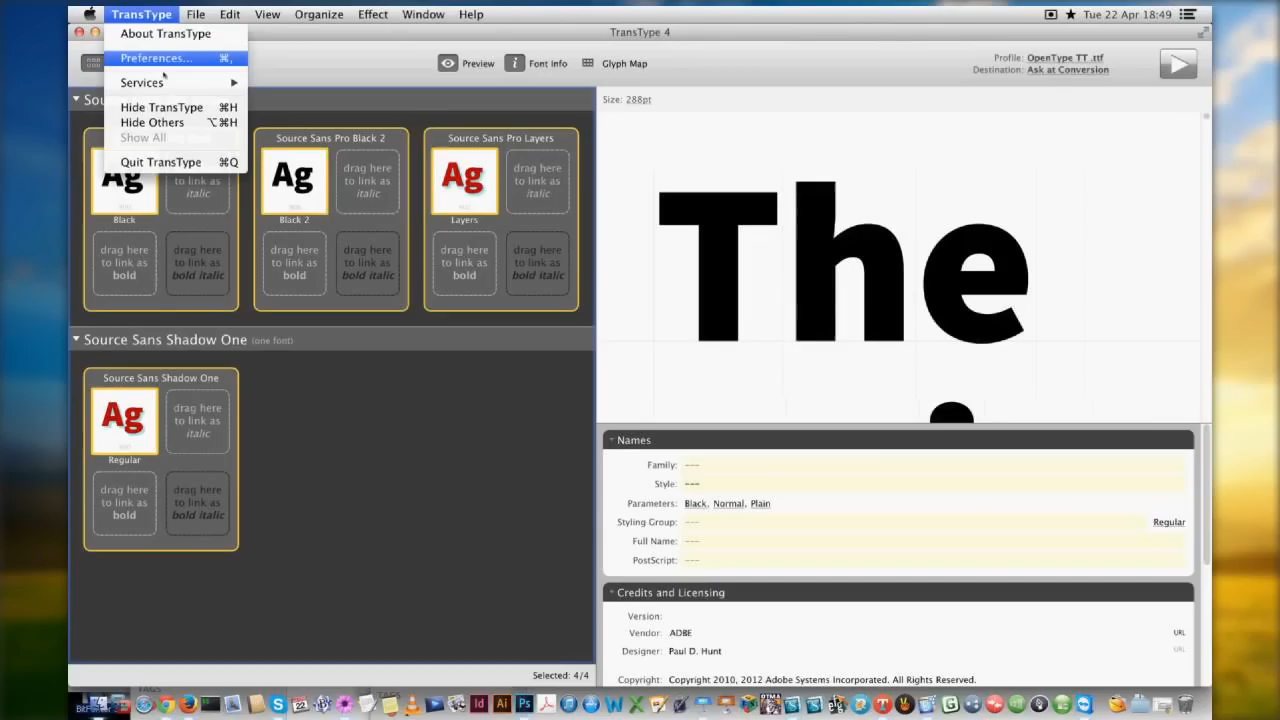 TransType File Edit View Organize Effect Window Help
Tue 22 Apr 18:49
About TransType
Preferences... ⌘,
Services
Hide TransType ⌘H
Hide Others ⌥⌘H
Show All
Quit TransType ⌘Q
TransType 4
Preview
Font Info
Glyph Map
Profile: OpenType TT .ttf
Destination: Ask at Conversion
Sou
Ag
Black
drag here
to link as
italic
drag here
to link as
bold
drag here
to link as
bold italic
Source Sans Pro Black 2
Ag
Black 2
drag here
to link as
italic
drag here
to link as
bold
drag here
to link as
bold italic
Source Sans Pro Layers
Ag
Layers
drag here
to link as
italic
drag here
to link as
bold
drag here
to link as
bold italic
Source Sans Shadow One (one font)
Source Sans Shadow One
Ag
Regular
drag here
to link as
italic
drag here
to link as
bold
drag here
to link as
bold italic
Selected: 4/4
Size: 288pt
The
Names
Family: ---
Style: ---
Parameters: Black, Normal, Plain
Styling Group: --- Regular
Full Name: ---
PostScript: ---
Credits and Licensing
Version:
Vendor: ADBE URL
Designer: Paul D. Hunt URL
Copyright: Copyright 2010, 2012 Adobe Systems Incorporated. All Rights Reserved.